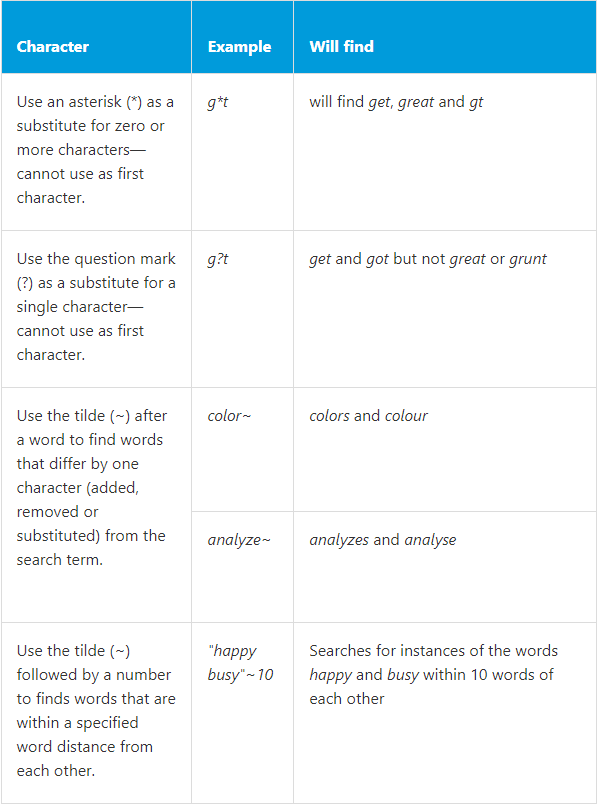 Character
Example
Will find
Use an asterisk (*) as a
substitute for zero or
more characters—
cannot use as first
character.
g*t
will find get, great and gt
Use the question mark
(?) as a substitute for a
single character—
cannot use as first
character.
g?t
get and got but not great or grunt
Use the tilde (~) after
a word to find words
that differ by one
character (added,
removed or
substituted) from the
search term.
color~
colors and colour
analyze~
analyzes and analyse
Use the tilde (~)
followed by a number
to finds words that are
within a specified
word distance from
each other.
"happy
busy"~10
Searches for instances of the words
happy and busy within 10 words of
each other